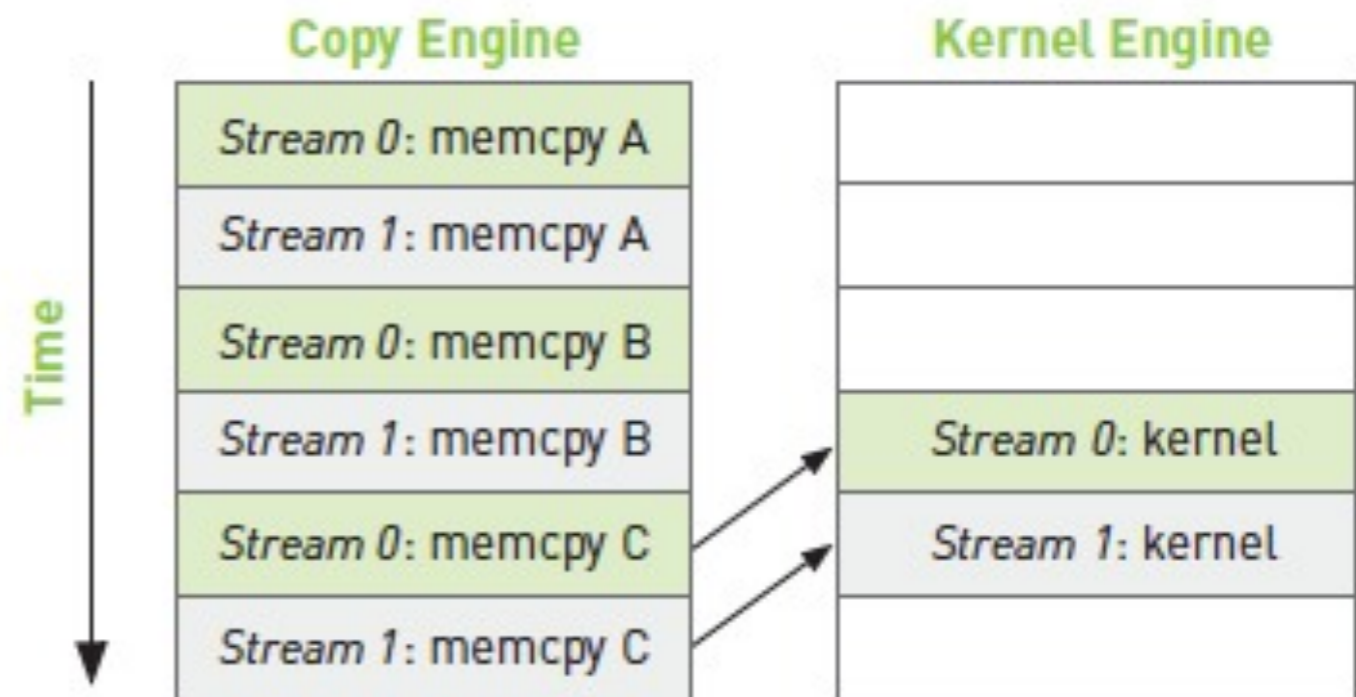 Copy Engine
Kernel Engine
Time
Stream 0: memcpy A
Stream 1: memcpy A
Stream 0: memcpy B
Stream 1: memcpy B
Stream 0: kernel
Stream 0: memcpy C
Stream 1: kernel
Stream 1: memcpy C